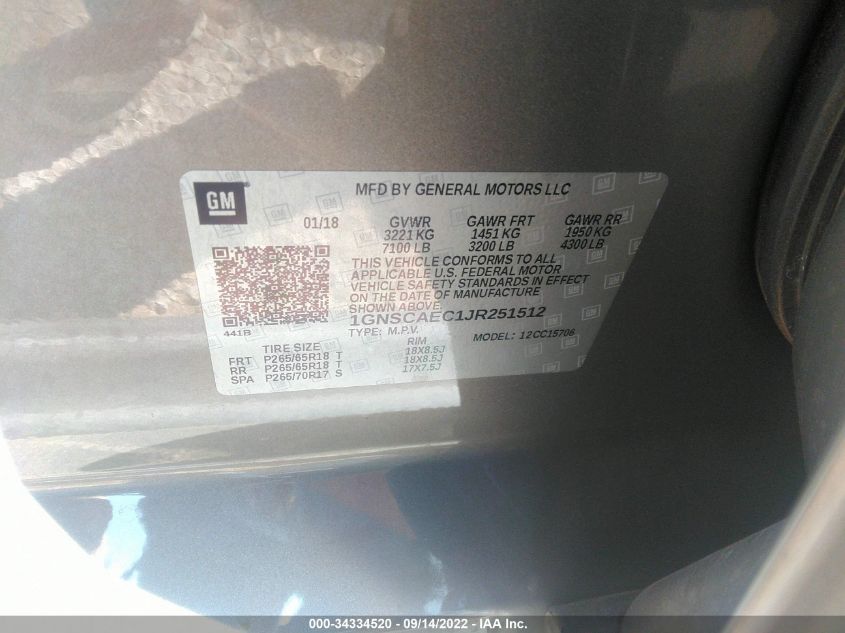 GM
MFD BY GENERAL MOTORS LLC
01/18 GVWR GAWR FRT GAWR RR
3221 KG 1451 KG 1950 KG
7100 LB 3200 LB 4300 LB
THIS VEHICLE CONFORMS TO ALL
APPLICABLE U.S. FEDERAL MOTOR
VEHICLE SAFETY STANDARDS IN EFFECT
ON THE DATE OF MANUFACTURE
SHOWN ABOVE
1GNSCAEC1JR251512
441B
TYPE: M.P.V. MODEL: 12CC15706
TIRE SIZE RIM
FRT P265/65R18 T 18X8.5J
RR P265/65R18 T 18X8.5J
SPA P265/70R17 S 17X7.5J
000-34334520 - 09/14/2022 - IAAI.com